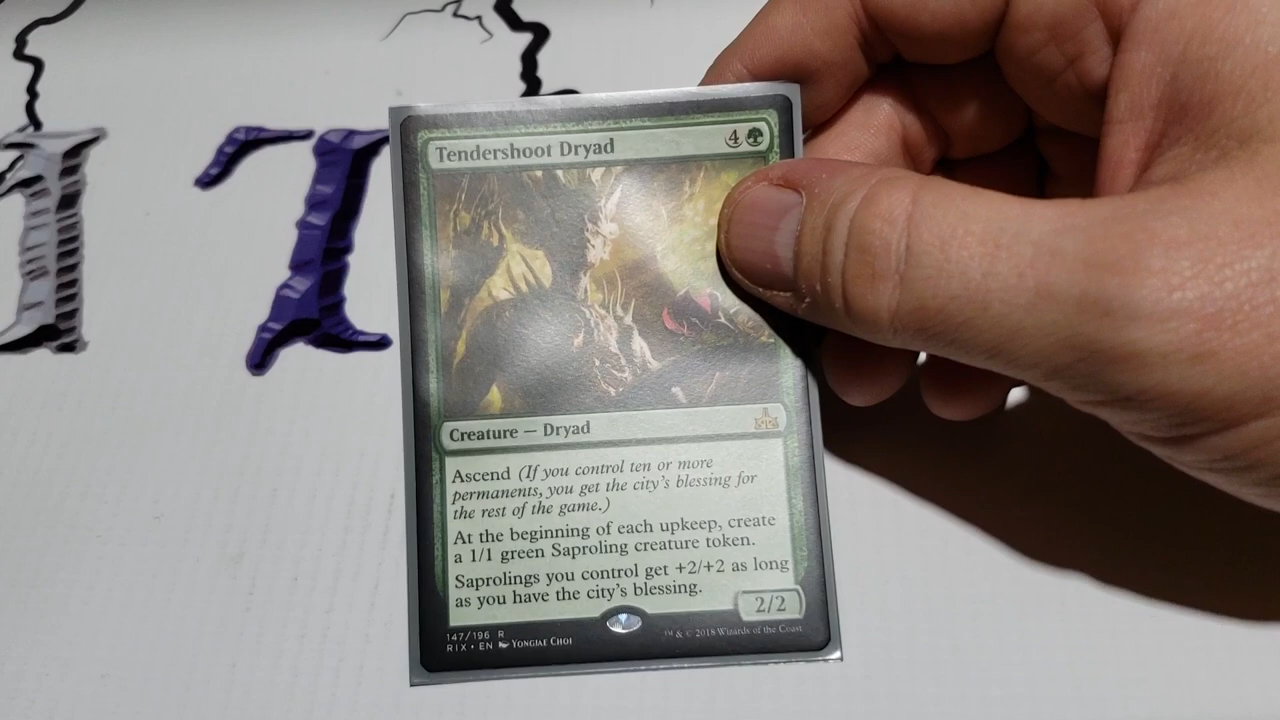 IT
Tendershoot Dryad 4
Creature — Dryad
Ascend (If you control ten or more
permanents, you get the city's blessing for
the rest of the game.)
At the beginning of each upkeep, create
a 1/1 green Saproling creature token.
Saprolings you control get +2/+2 as long
as you have the city's blessing.
2/2
147/196 R
RIX • EN Yongjae Choi
™ & © 2018 Wizards of the Coast